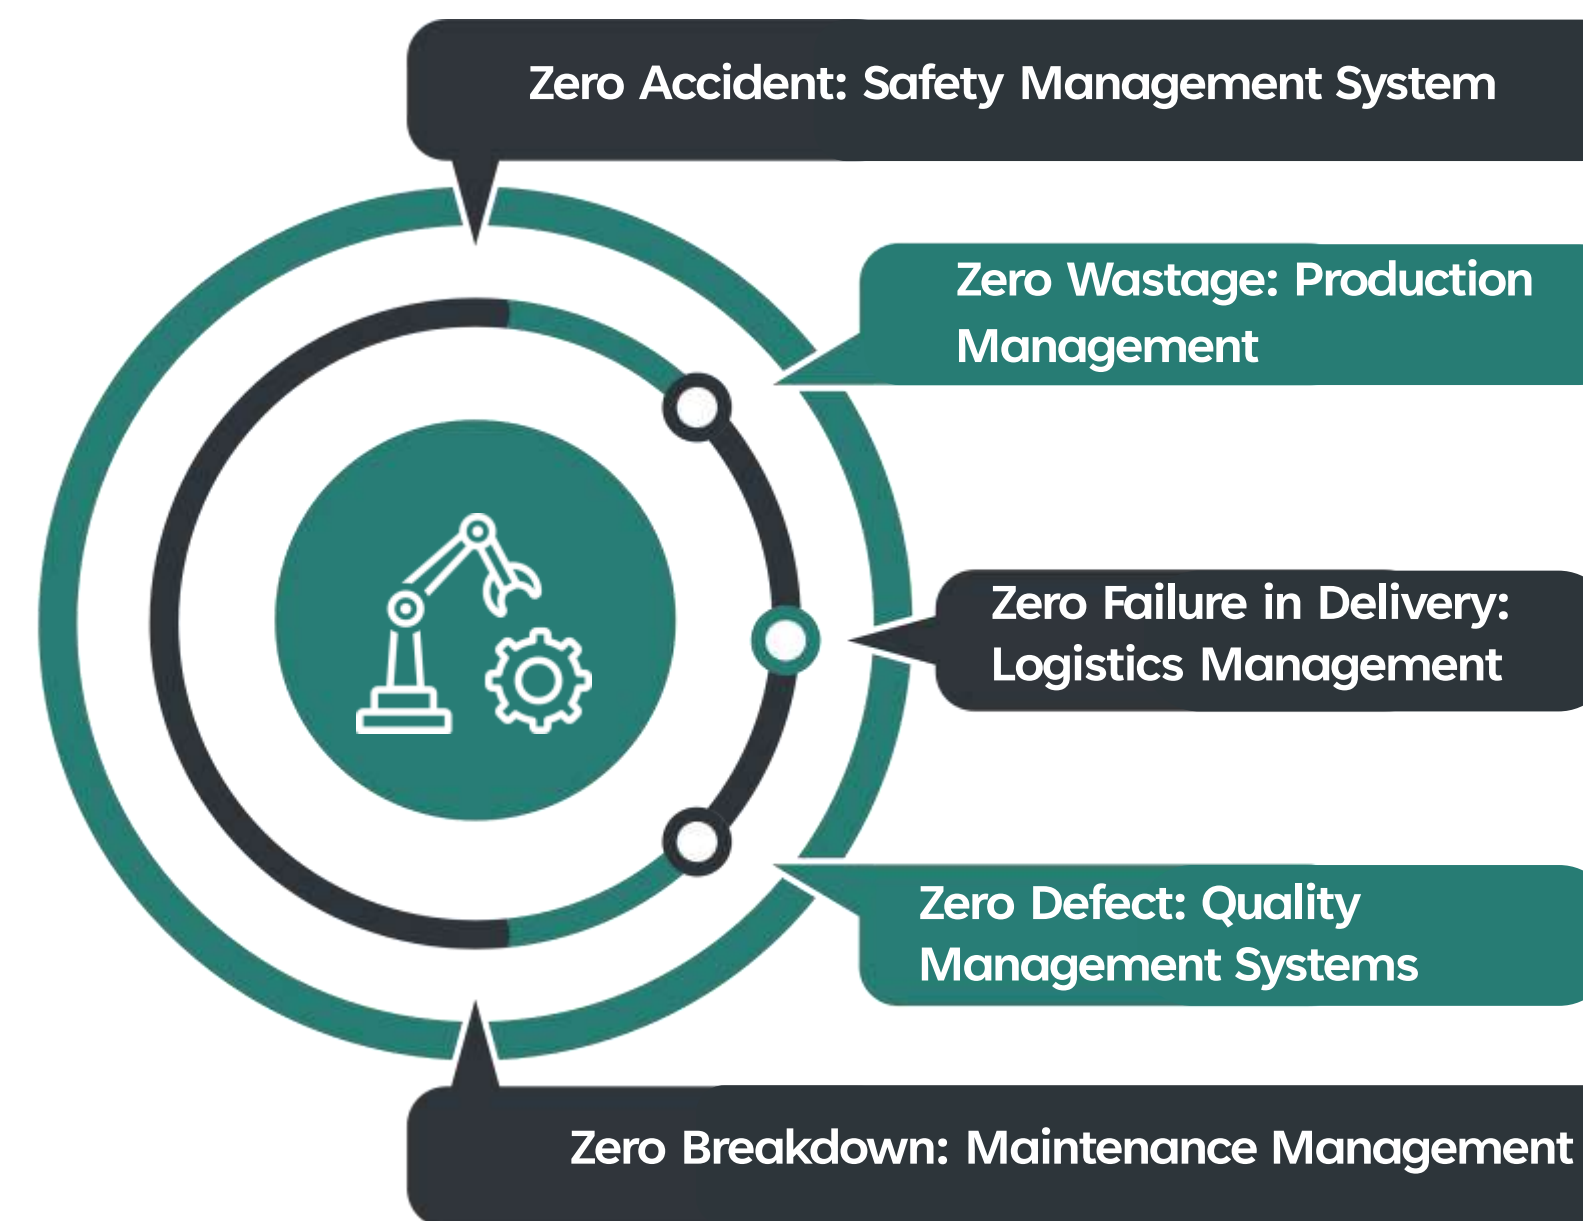 Zero Accident: Safety Management System
Zero Wastage: Production
Management
Zero Failure in Delivery:
Logistics Management
Zero Defect: Quality
Management Systems
Zero Breakdown: Maintenance Management